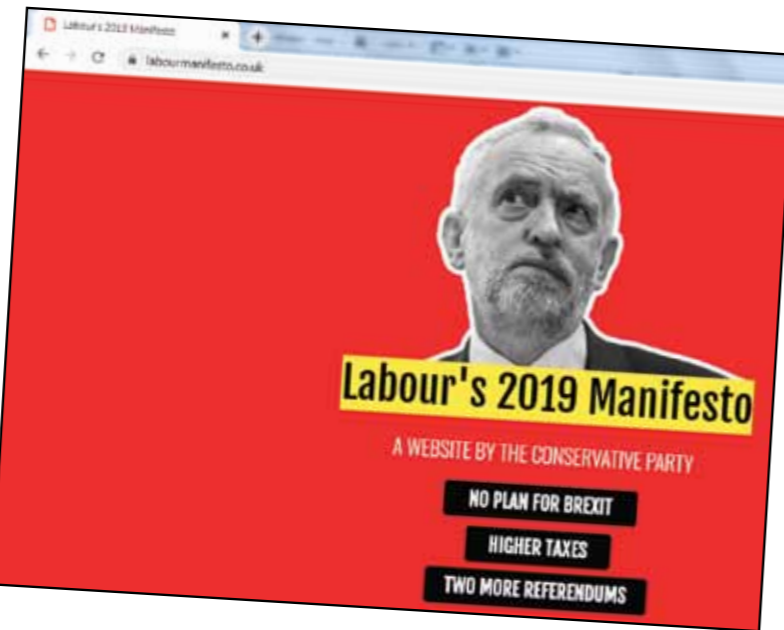 Labour's 2019 Manifesto
labourmanifesto.co.uk
Labour's 2019 Manifesto
A WEBSITE BY THE CONSERVATIVE PARTY
NO PLAN FOR BREXIT
HIGHER TAXES
TWO MORE REFERENDUMS